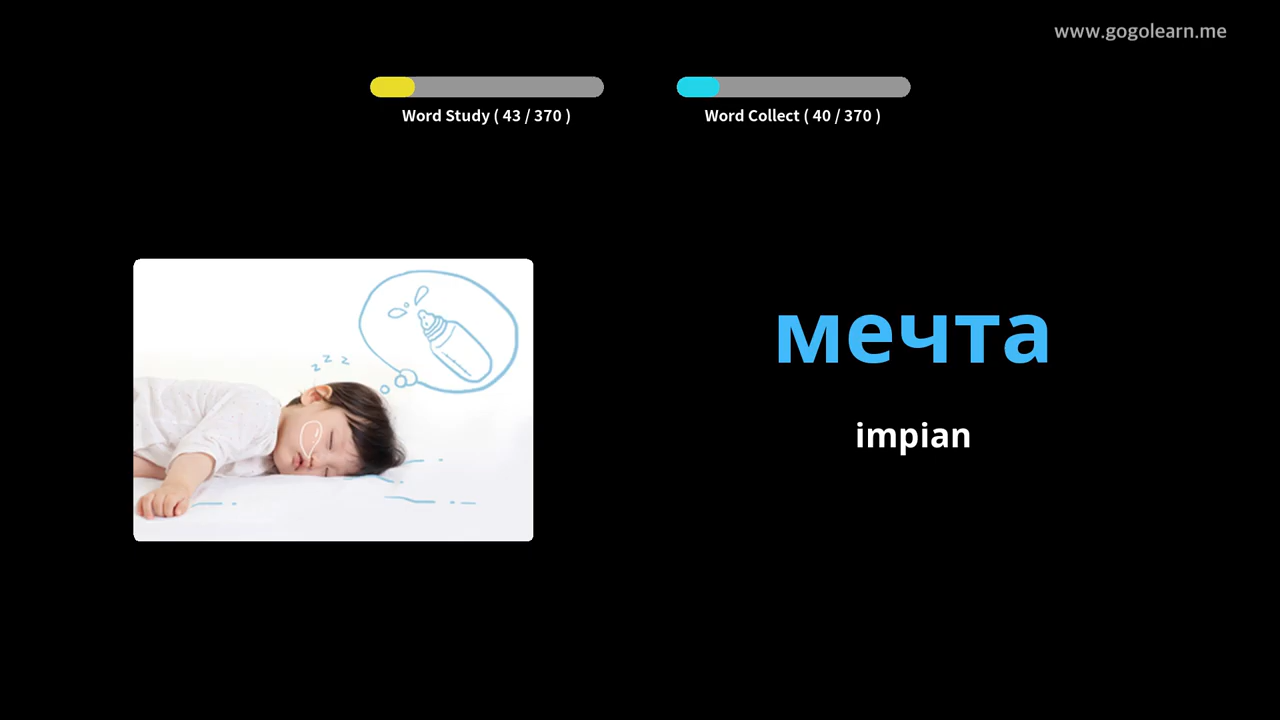 www.gogolearn.me
Word Study ( 43 / 370 )
Word Collect ( 40 / 370 )
z z z
мечта
impian